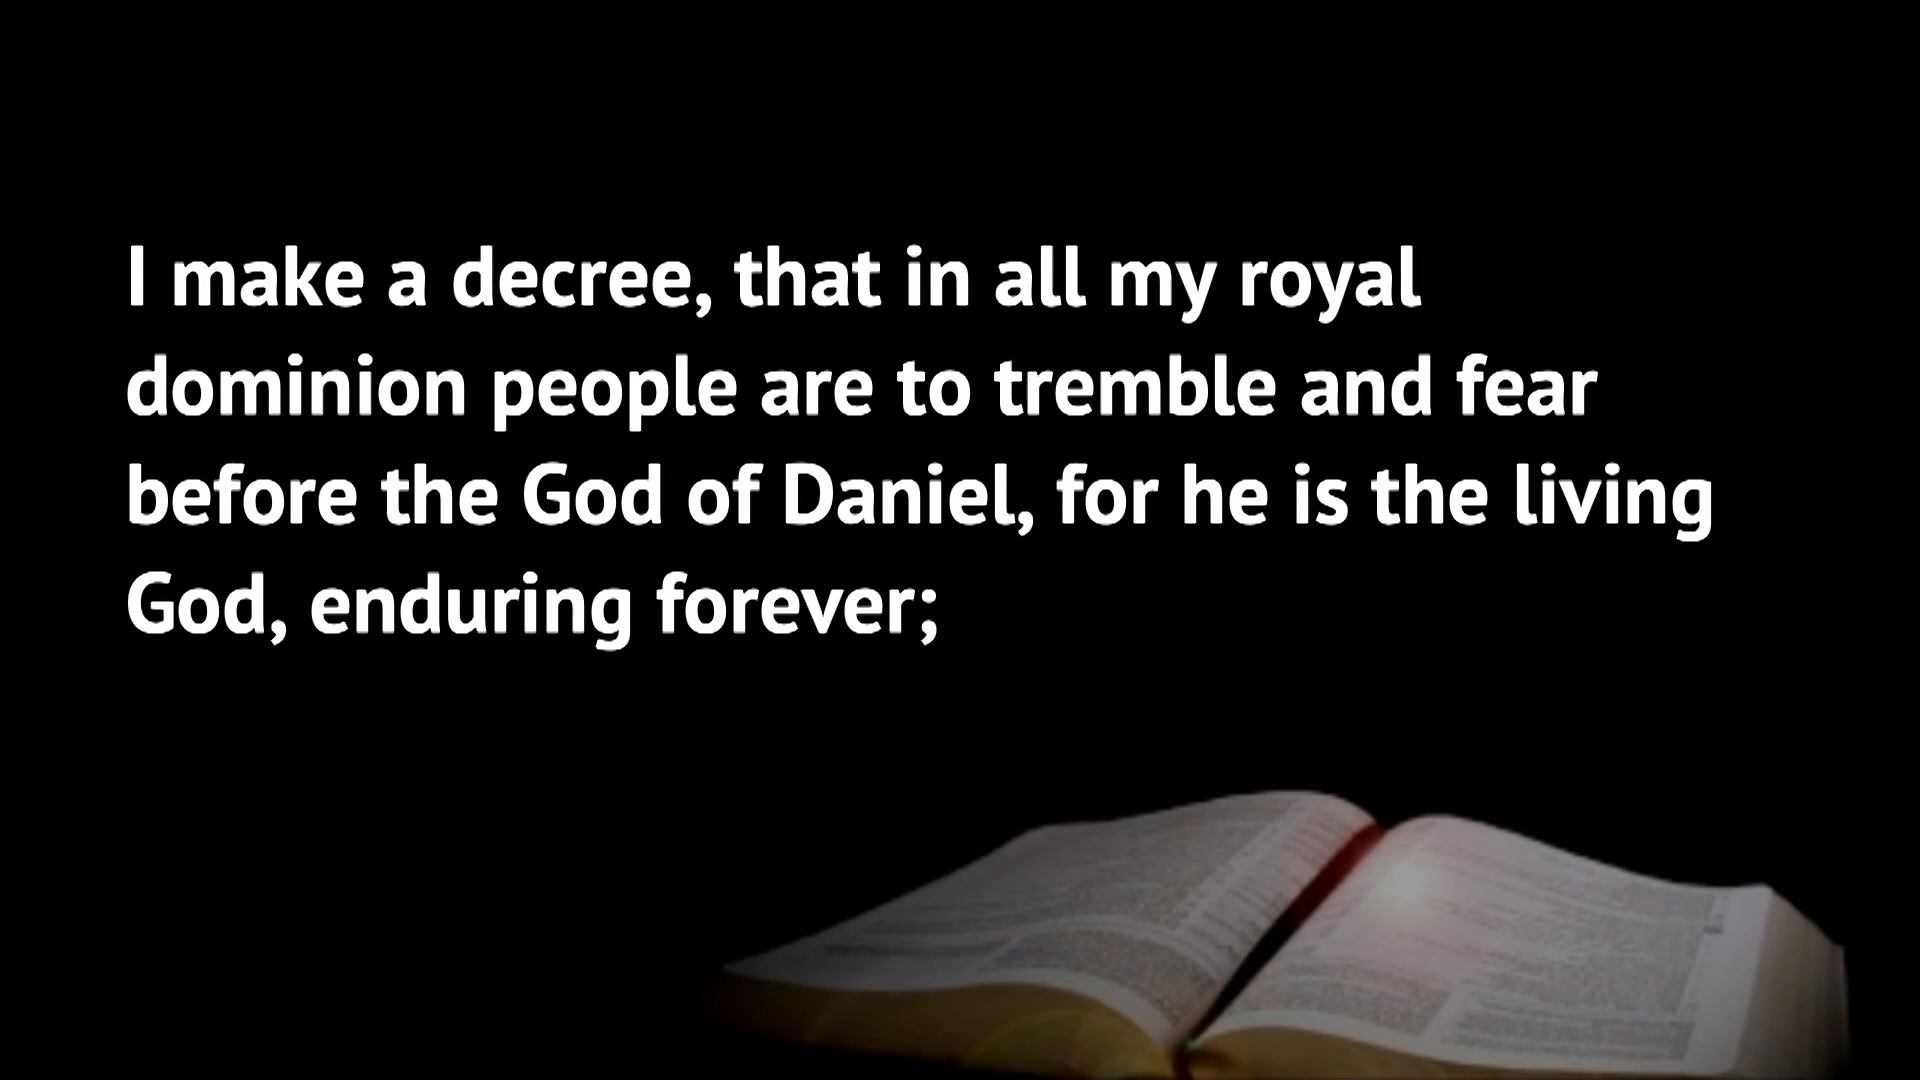 I make a decree, that in all my royal
dominion people are to tremble and fear
before the God of Daniel, for he is the living
God, enduring forever;